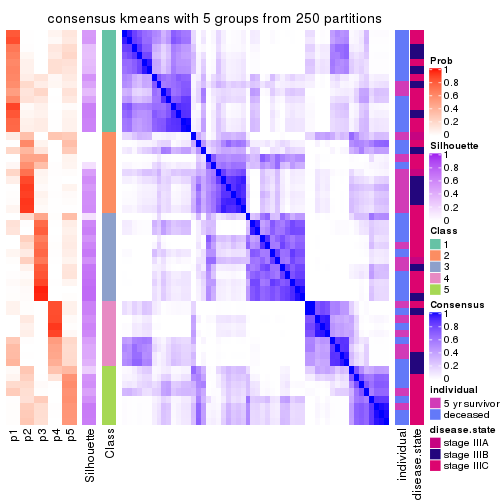 consensus kmeans with 5 groups from 250 partitions
Prob
1
0.8
0.6
0.4
0.2
0
Silhouette
1
0.8
0.6
0.4
0.2
0
Class
1
2
3
4
5
Consensus
1
0.8
0.6
0.4
0.2
0
individual
5 yr survivor
deceased
disease.state
stage IIIA
stage IIIB
stage IIIC
p1
p2
p3
p4
p5
Silhouette
Class
individual
disease.state